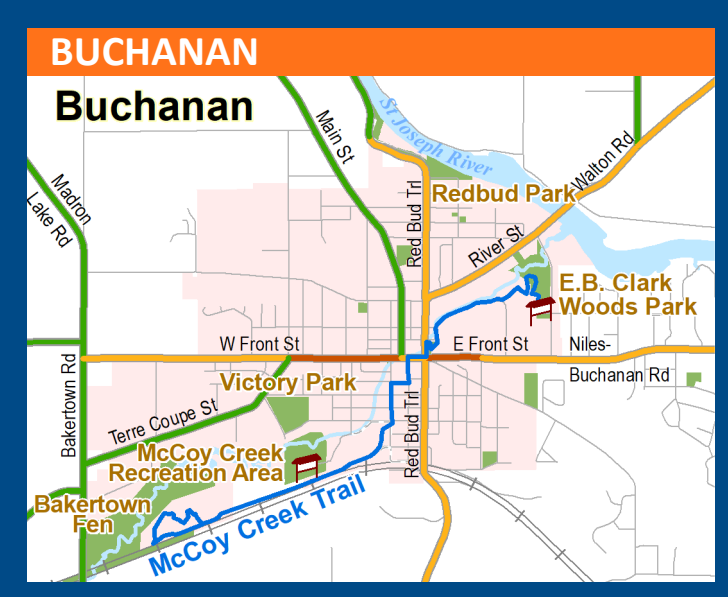 BUCHANAN
Buchanan
St Joseph River
Main St
Walton Rd
Madron
Lake Rd
Redbud Park
Red Bud Trl
River St
E.B. Clark
Woods Park
W Front St
E Front St
Niles-
Buchanan Rd
Victory Park
Bakertown Rd
Terre Coupe St
Red Bud Trl
McCoy Creek
Recreation Area
Bakertown
Fen
McCoy Creek Trail